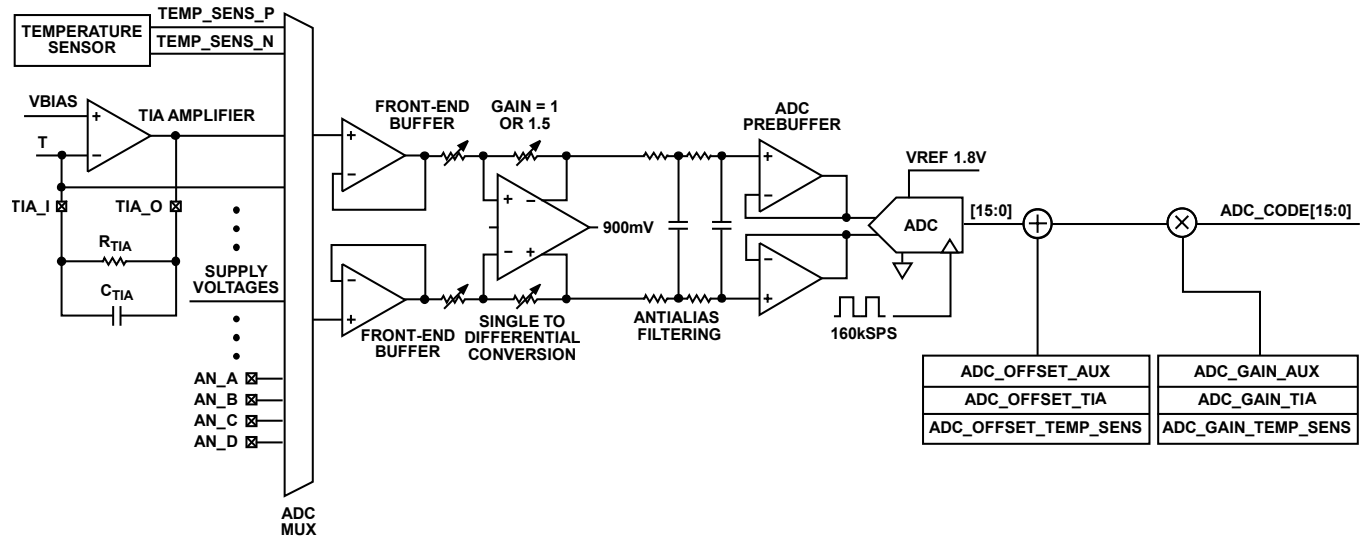 TEMPERATURE
SENSOR
TEMP_SENS_P
TEMP_SENS_N
VBIAS
TIA AMPLIFIER
T
+
−
TIA_I
TIA_O
RTIA
CTIA
SUPPLY
VOLTAGES
AN_A
AN_B
AN_C
AN_D
ADC
MUX
FRONT-END
BUFFER
+
−
−
+
FRONT-END
BUFFER
GAIN = 1
OR 1.5
+ −
− +
900mV
SINGLE TO
DIFFERENTIAL
CONVERSION
ANTIALIAS
FILTERING
ADC
PREBUFFER
+
−
−
+
VREF 1.8V
ADC
160kSPS
[15:0]
+
×
ADC_CODE[15:0]
ADC_OFFSET_AUX
ADC_OFFSET_TIA
ADC_OFFSET_TEMP_SENS
ADC_GAIN_AUX
ADC_GAIN_TIA
ADC_GAIN_TEMP_SENS